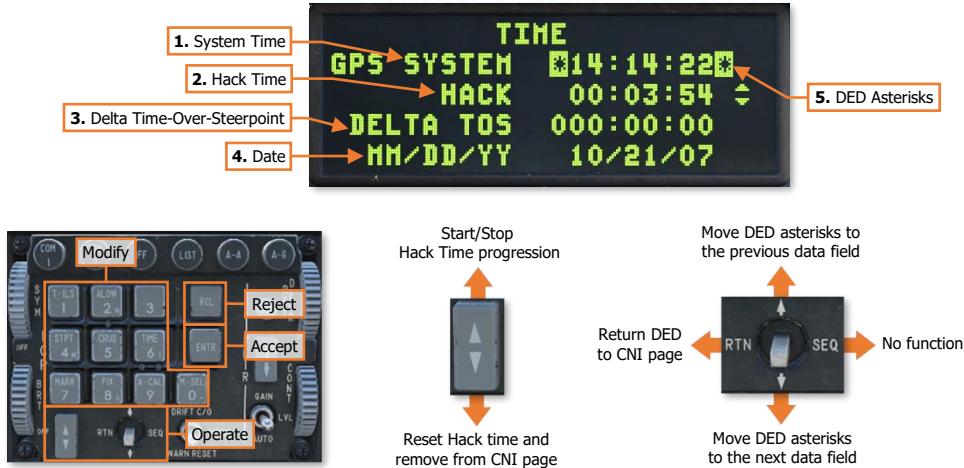 TIME
GPS SYSTEM *14:14:22*
HACK 00:03:54
DELTA TOS 000:00:00
MM/DD/YY 10/21/07
1. System Time
2. Hack Time
3. Delta Time-Over-Steerpoint
4. Date
5. DED Asterisks
COM
1
FF
LIST
A-A
A-G
Modify
T-ILS
1
ALOW
2
3
RCL
Reject
STPT
4
CRUS
5
TIME
6
ENTR
Accept
MARK
7
FIX
8
A-CAL
9
M-SEL
0
SYM
BRT
OFF
CONT
GAIN
LVL
AUTO
DRIFT C/O
WARN RESET
OFF
RTN
SEQ
Operate
Start/Stop
Hack Time progression
Reset Hack time and
remove from CNI page
Move DED asterisks to
the previous data field
Return DED
to CNI page
RTN
SEQ
No function
Move DED asterisks
to the next data field